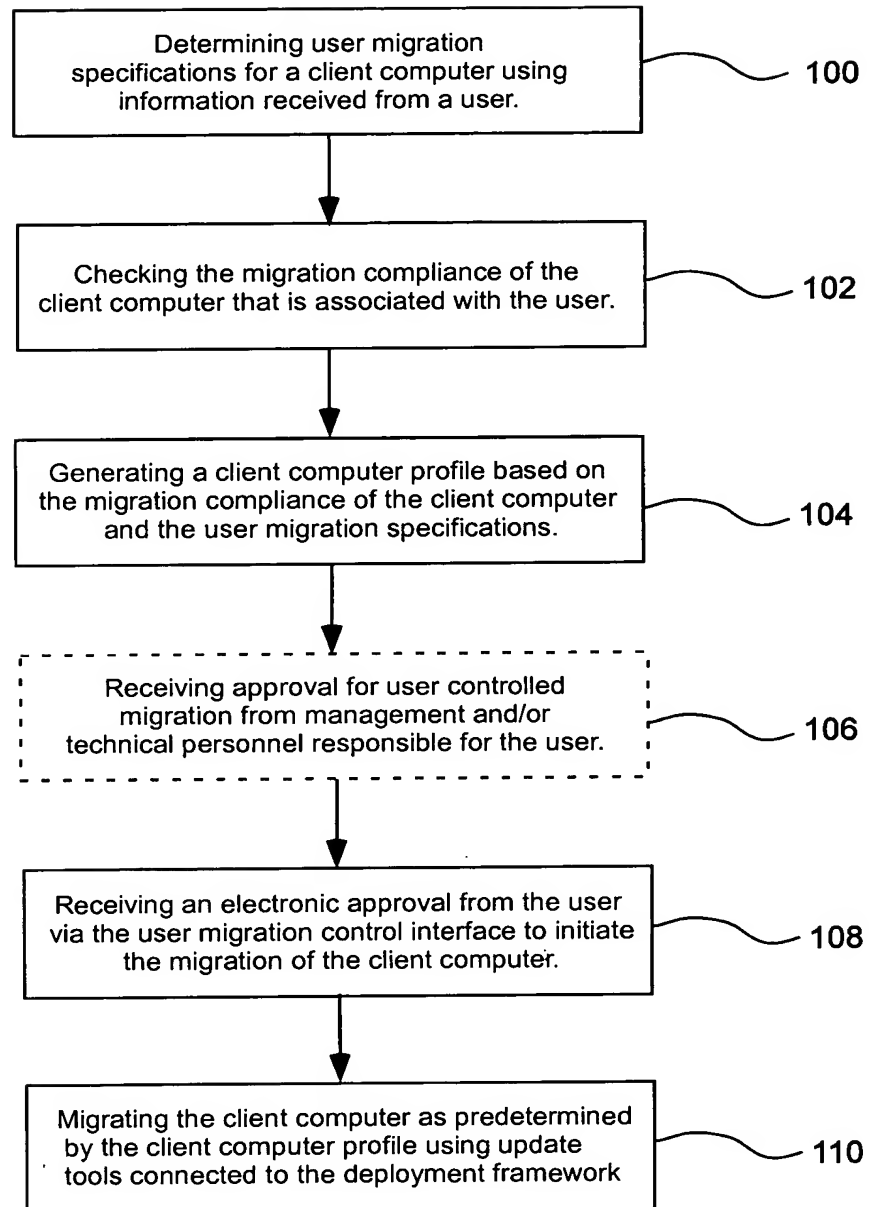 Determining user migration
specifications for a client computer using
information received from a user.
100
Checking the migration compliance of the
client computer that is associated with the user.
102
Generating a client computer profile based on
the migration compliance of the client computer
and the user migration specifications.
104
Receiving approval for user controlled
migration from management and/or
technical personnel responsible for the user.
106
Receiving an electronic approval from the user
via the user migration control interface to initiate
the migration of the client computer.
108
Migrating the client computer as predetermined
by the client computer profile using update
tools connected to the deployment framework
110